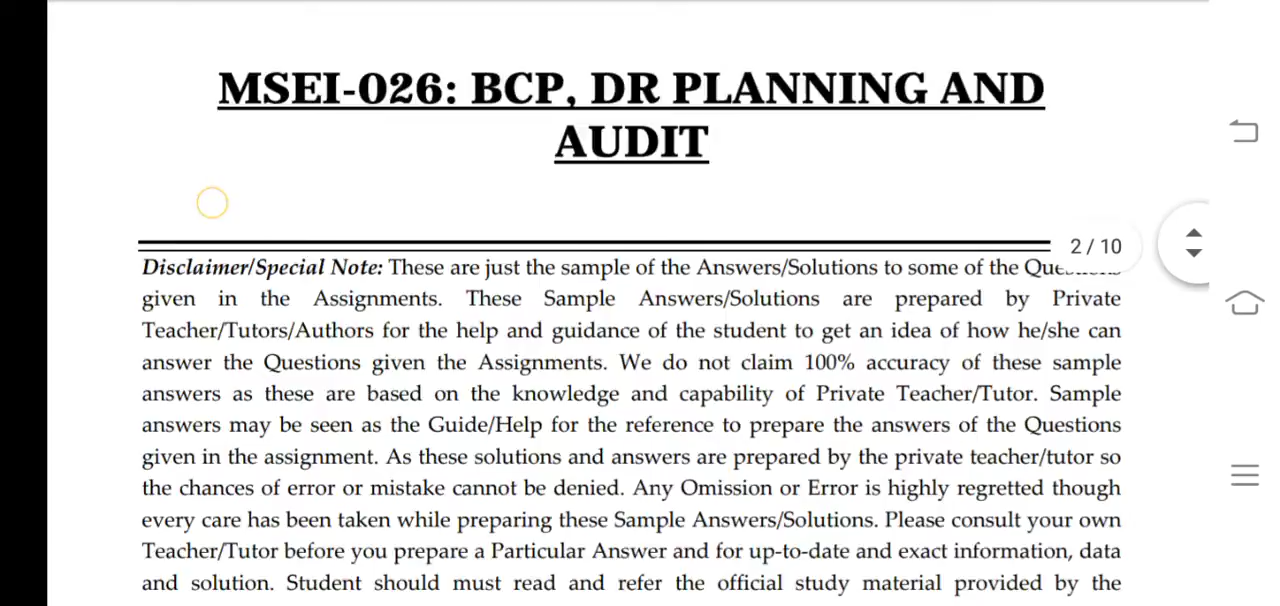 MSEI-026: BCP, DR PLANNING AND
AUDIT
2 / 10
Disclaimer/Special Note: These are just the sample of the Answers/Solutions to some of the
given in the Assignments. These Sample Answers/Solutions are prepared by Private
Teacher/Tutors/Authors for the help and guidance of the student to get an idea of how he/she can
answer the Questions given the Assignments. We do not claim 100% accuracy of these sample
answers as these are based on the knowledge and capability of Private Teacher/Tutor. Sample
answers may be seen as the Guide/Help for the reference to prepare the answers of the Questions
given in the assignment. As these solutions and answers are prepared by the private teacher/tutor so
the chances of error or mistake cannot be denied. Any Omission or Error is highly regretted though
every care has been taken while preparing these Sample Answers/Solutions. Please consult your own
Teacher/Tutor before you prepare a Particular Answer and for up-to-date and exact information, data
and solution. Student should must read and refer the official study material provided by the